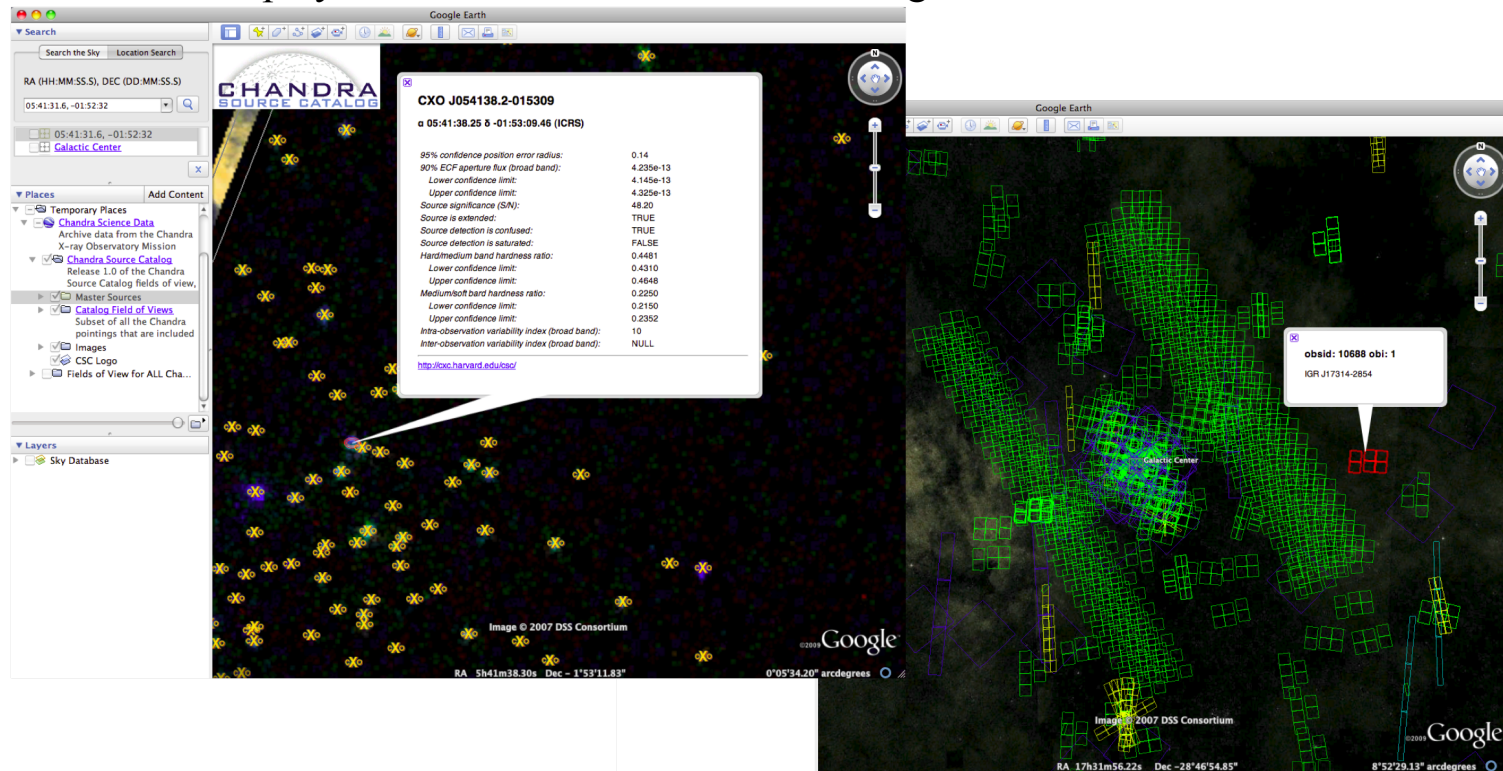 Google Earth
Search
Search the Sky Location Search
RA (HH:MM:SS.S), DEC (DD:MM:SS.S)
05:41:31.6, -01:52:32
05:41:31.6, -01:52:32
Galactic Center
Places Add Content
Temporary Places
Chandra Science Data
Archive data from the Chandra
X-ray Observatory Mission
Chandra Source Catalog
Release 1.0 of the Chandra
Source Catalog fields of view,
Master Sources
Catalog Field of Views
Subset of all the Chandra
pointings that are included
Images
CSC Logo
Fields of View for ALL Cha...
Layers
Sky Database
CHANDRA
SOURCE CATALOG
CXO J054138.2-015309
α 05:41:38.25 δ -01:53:09.46 (ICRS)
95% confidence position error radius: 0.14
90% ECF aperture flux (broad band): 4.235e-13
Lower confidence limit: 4.145e-13
Upper confidence limit: 4.325e-13
Source significance (S/N): 48.20
Source is extended: TRUE
Source detection is confused: TRUE
Source detection is saturated: FALSE
Hard/medium band hardness ratio: 0.4481
Lower confidence limit: 0.4310
Upper confidence limit: 0.4648
Medium/soft bard hardness ratio: 0.2250
Lower confidence limit: 0.2150
Upper confidence limit: 0.2352
Intra-observation variability index (broad band): 10
Inter-observation variability index (broad band): NULL
http://cxc.harvard.edu/csc/
N
Image © 2007 DSS Consortium
©2009 Google
RA 5h41m38.30s Dec - 1°53'11.83" 0°05'34.20" arcdegrees
Google Earth
N
obsid: 10688 obi: 1
IGR J17314-2854
Galactic Center
Image © 2007 DSS Consortium
©2009 Google
RA 17h31m56.22s Dec -28°46'54.85" 8°52'29.13" arcdegrees